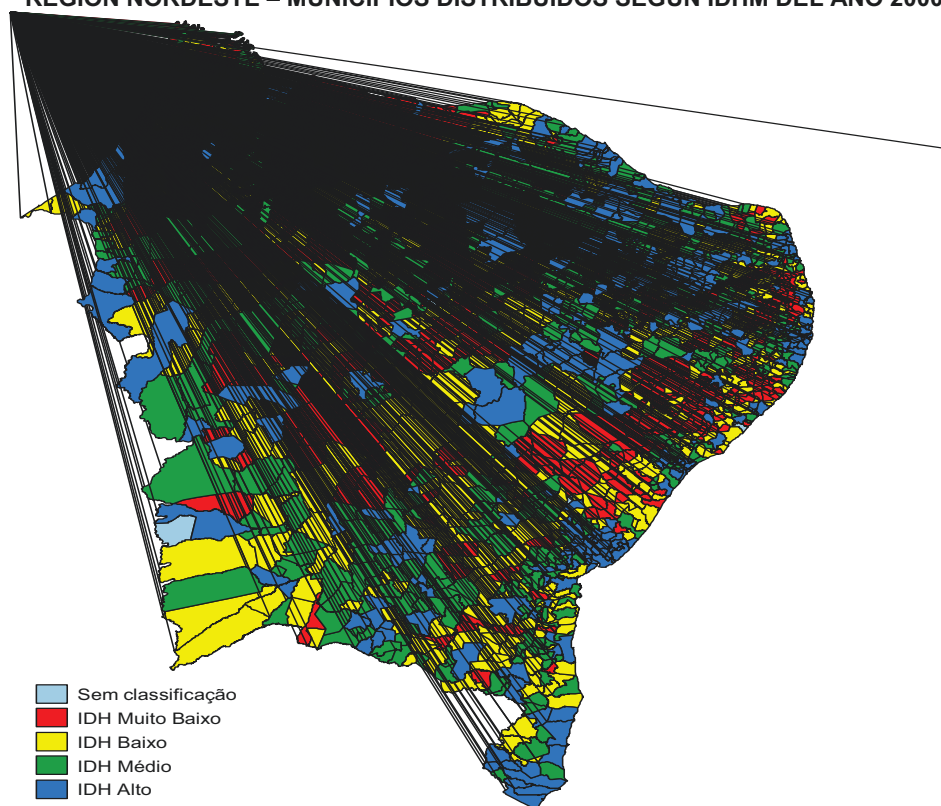 REGIÓN NORDESTE – MUNICIPIOS DISTRIBUIDOS SEGÚN IDHM DEL AÑO 2000
Sem classificação
IDH Muito Baixo
IDH Baixo
IDH Médio
IDH Alto